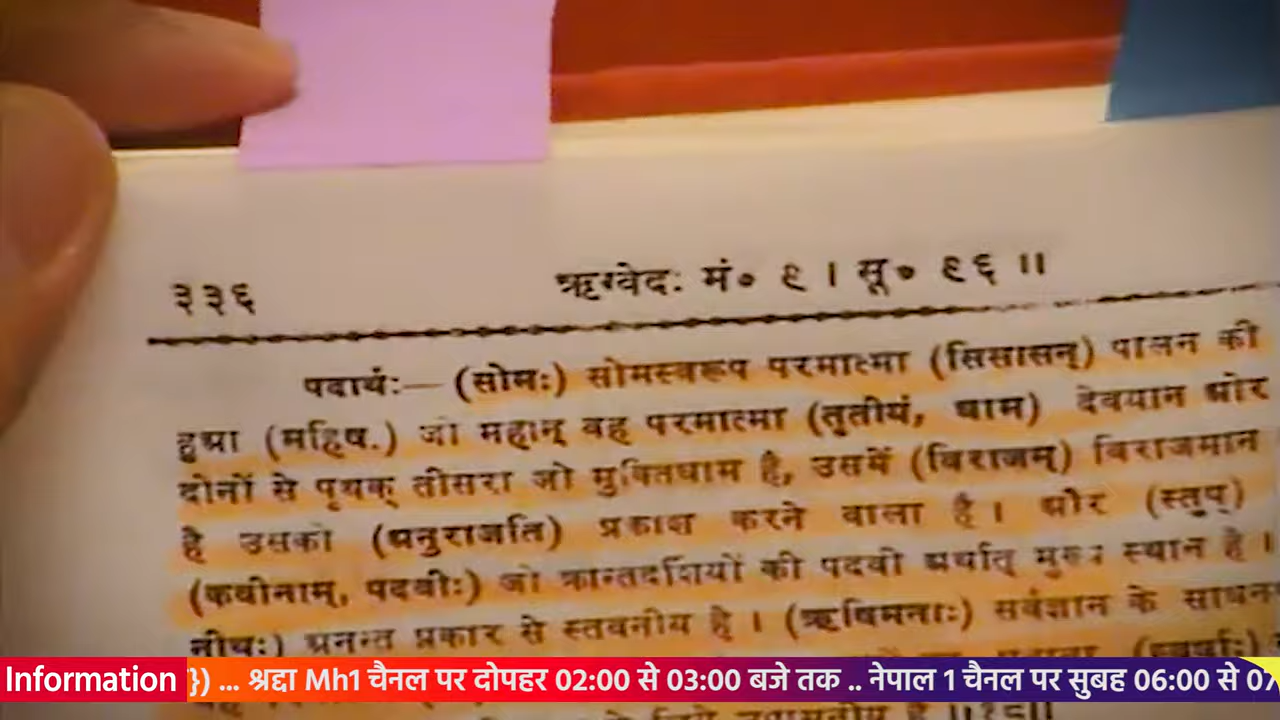 ३३६
ऋग्वेदः मं० ९ । सू० ९६ ॥
पदार्थः— (सोमः) सोमस्वरूप परमात्मा (सिसासन्) पालन की
हुआ (महिष.) जो महान् वह परमात्मा (तृतीयं, धाम) देवयान और
दोनों से पृथक् तीसरा जो मुक्तिधाम है, उसमें (विराजम्) विराजमान
है उसको (अनुराजति) प्रकाश करने वाला है । और (स्तुप्)
(कवीनाम्, पदवीः) जो क्रान्तदर्शियों की पदवी अर्थात् मुख्य स्थान है ।
नीथः) अनन्त प्रकार से स्तवनीय है । (ऋषिमनाः) सर्वज्ञान के साधन
Information }) ... श्रद्दा Mh1 चैनल पर दोपहर 02:00 से 03:00 बजे तक .. नेपाल 1 चैनल पर सुबह 06:00 से 07